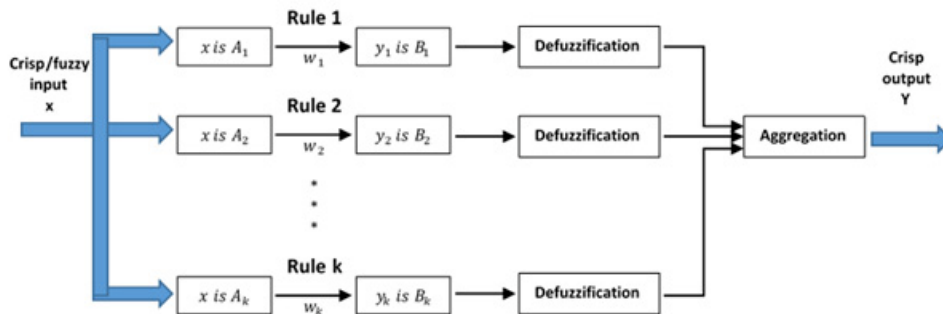 Crisp/fuzzy
input
x
Rule 1
x is A₁
w₁
y₁ is B₁
Defuzzification
Rule 2
x is A₂
w₂
y₂ is B₂
Defuzzification
*
*
*
Rule k
x is Aₖ
wₖ
yₖ is Bₖ
Defuzzification
Aggregation
Crisp
output
Y